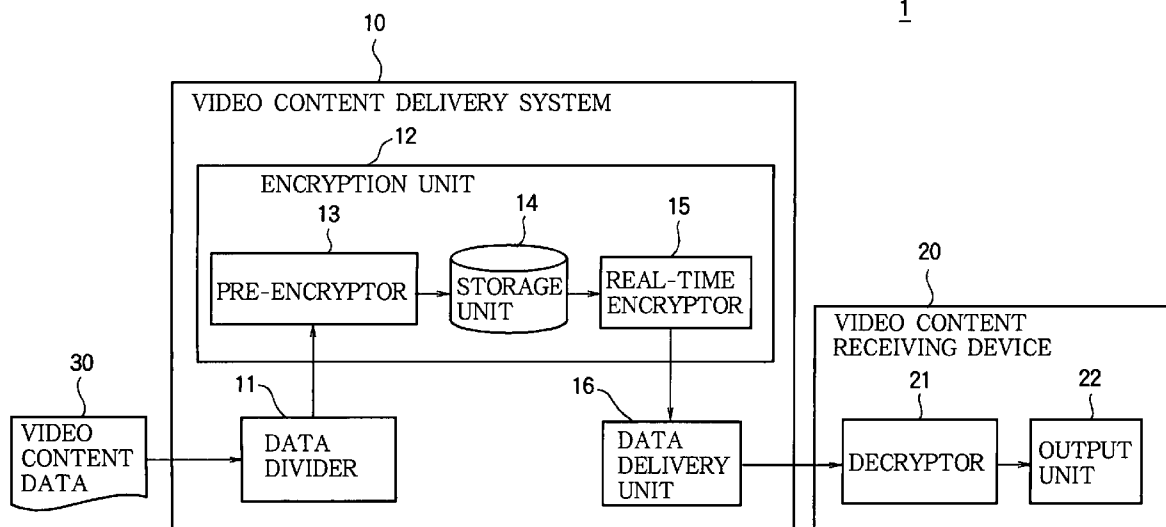 1
10
VIDEO CONTENT DELIVERY SYSTEM
12
ENCRYPTION UNIT
13
PRE-ENCRYPTOR
14
STORAGE
UNIT
15
REAL-TIME
ENCRYPTOR
20
VIDEO CONTENT
RECEIVING DEVICE
30
VIDEO
CONTENT
DATA
11
DATA
DIVIDER
16
DATA
DELIVERY
UNIT
21
DECRYPTOR
22
OUTPUT
UNIT